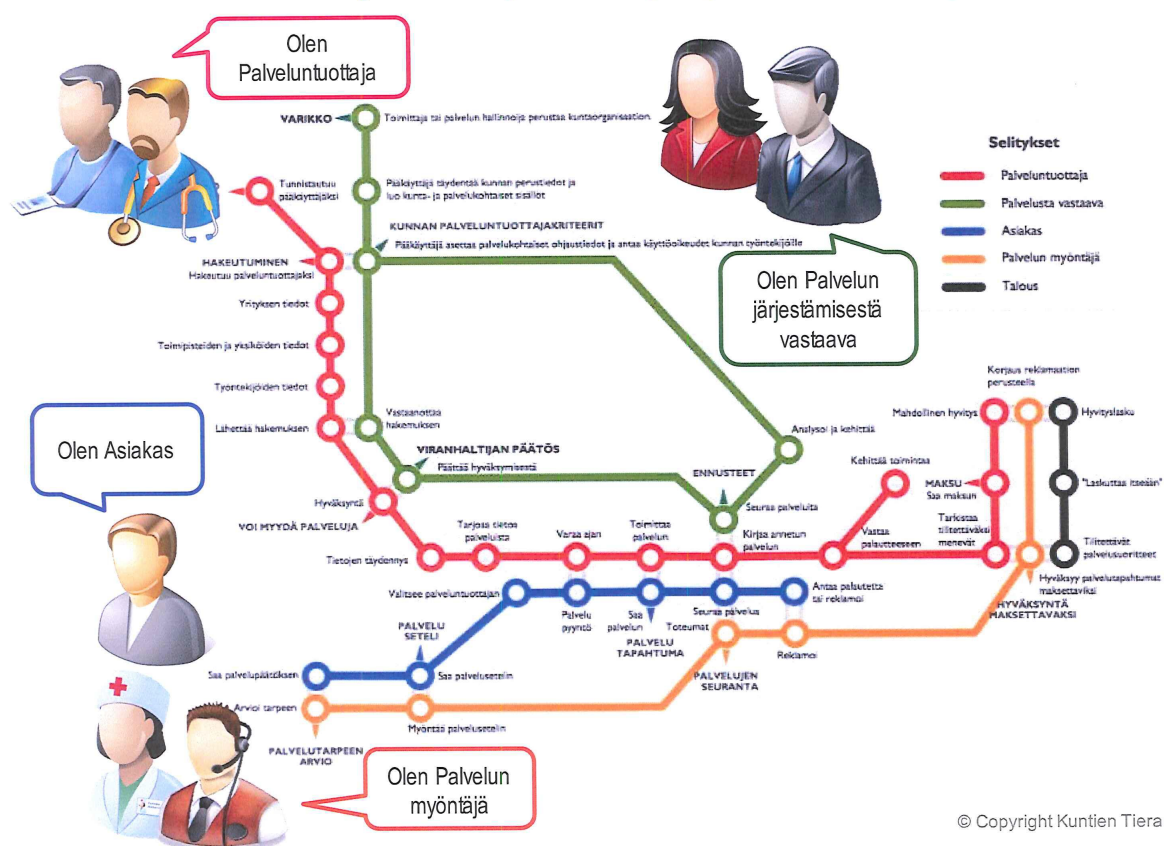 Olen
Palveluntuottaja
VARIKKO
Toimittaja tai palvelun hallinnoija perustaa kuntaorganisaation.
Selitykset
Palveluntuottaja
Palvelusta vastaava
Asiakas
Palvelun myöntäjä
Talous
Tunnistautuu
pääkäyttäjäksi
Pääkäyttäjä täydentää kunnan perustiedot ja
luo kunta- ja palvelukohtaiset sisällöt
KUNNAN PALVELUNTUOTTAJAKRITEERIT
Pääkäyttäjä asettaa palvelukohtaiset ohjaustiedot ja antaa käyttöoikeudet kunnan työntekijöille
HAKEUTUMINEN
Hakeutuu palveluntuottajaksi
Olen Palvelun
järjestämisestä
vastaava
Yrityksen tiedot
Toimipisteiden ja yksiköiden tiedot
Työntekijöiden tiedot
Lähettää hakemuksen
Vastaanottaa
hakemuksen
Olen Asiakas
VIRANHALTIJAN PÄÄTÖS
Päättää hyväksymisestä
Analysoi ja kehittää
ENNUSTEET
Seuraa palveluita
Kehittää toimintaa
Korjaus reklamaation
perusteella
Mahdollinen hyvitys
Hyvityslasku
MAKSU
Saa maksun
"Laskuttaa itseään"
Hyväksyntä
VOI MYYDÄ PALVELUJA
Tietojen täydennys
Tarjoaa tietoa
palveluista
Varaa ajan
Toimittaa
palvelun
Kirjaa annetun
palvelun
Vastaa
palautteeseen
Tarkistaa
tilitettäväksi
menevät
Tilitettävät
palvelusuoritteet
Hyväksyy palvelutapahtumat
maksettaviksi
HYVÄKSYNTÄ
MAKSETTAVAKSI
Valitsee palveluntuottajan
Palvelu
pyyntö
Saa
palvelun
PALVELU
TAPAHTUMA
Seuraa palvelua
Antaa palautetta
tai reklamoi
Toteumat
PALVELUJEN
SEURANTA
Reklamoi
PALVELU
SETELI
Saa palvelupäätöksen
Saa palvelusetelin
Arvioi tarpeen
PALVELUTARPEEN
ARVIO
Myöntää palvelusetelin
Olen Palvelun
myöntäjä
© Copyright Kuntien Tiera